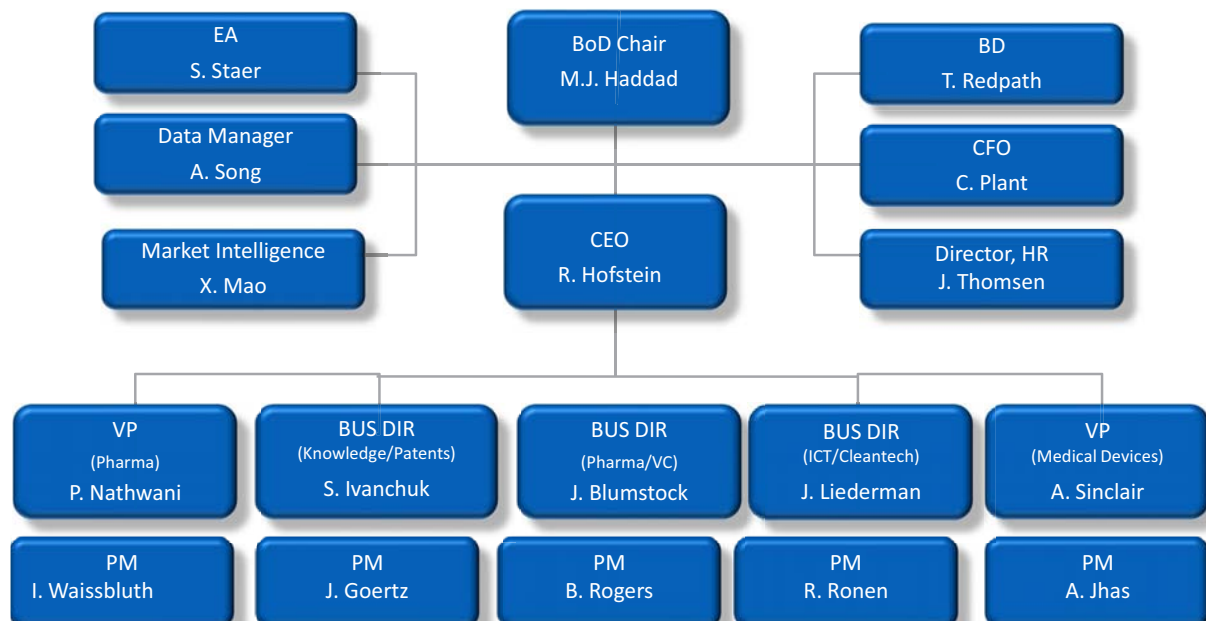 EA
S. Staer
BoD Chair
M.J. Haddad
BD
T. Redpath
Data Manager
A. Song
CFO
C. Plant
CEO
R. Hofstein
Market Intelligence
X. Mao
Director, HR
J. Thomsen
VP
(Pharma)
P. Nathwani
BUS DIR
(Knowledge/Patents)
S. Ivanchuk
BUS DIR
(Pharma/VC)
J. Blumstock
BUS DIR
(ICT/Cleantech)
J. Liederman
VP
(Medical Devices)
A. Sinclair
PM
I. Waissbluth
PM
J. Goertz
PM
B. Rogers
PM
R. Ronen
PM
A. Jhas